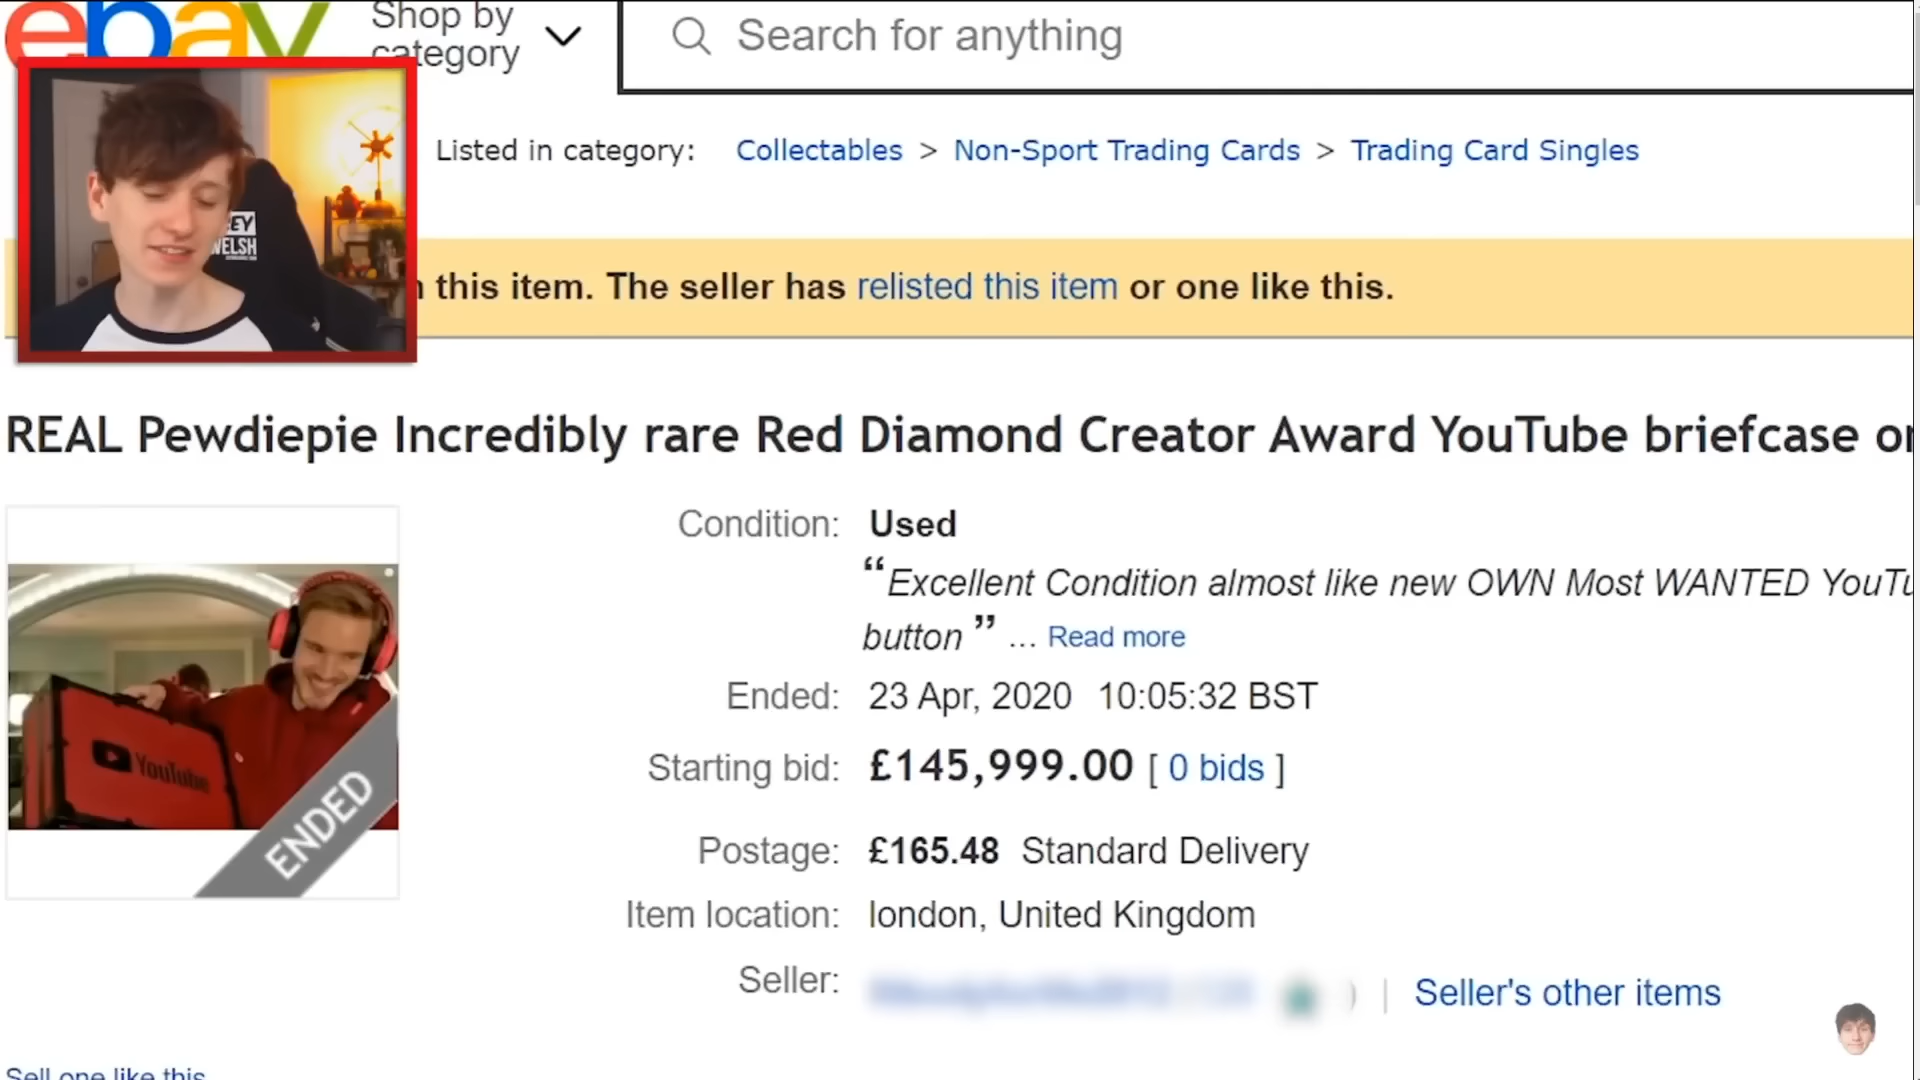 ebay
Shop by
category
Search for anything
Listed in category: Collectables > Non-Sport Trading Cards > Trading Card Singles
this item. The seller has relisted this item or one like this.
REAL Pewdiepie Incredibly rare Red Diamond Creator Award YouTube briefcase
Condition: Used
“Excellent Condition almost like new OWN Most WANTED
button ” ... Read more
Ended: 23 Apr, 2020 10:05:32 BST
Starting bid: £145,999.00 [ 0 bids ]
Postage: £165.48 Standard Delivery
Item location: london, United Kingdom
Seller: | Seller's other items
Sell one like this
YouTube
ENDED
WELSH